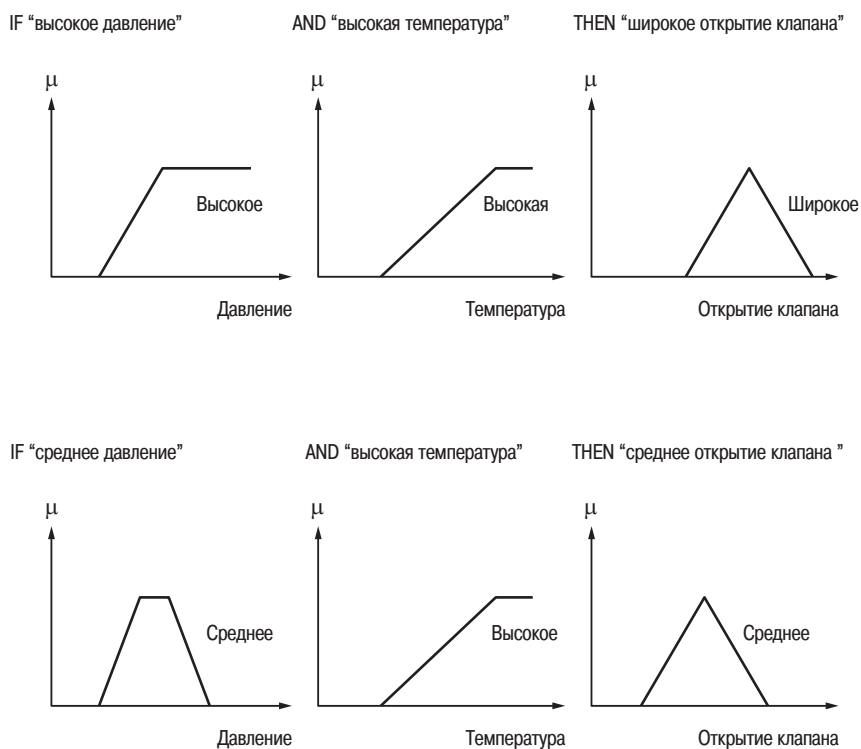 IF “высокое давление” AND “высокая температура” THEN “широкое открытие клапана”
μ μ μ
Высокое Высокая Широкое
Давление Температура Открытие клапана
IF “среднее давление” AND “высокая температура” THEN “среднее открытие клапана ”
μ μ μ
Среднее Высокое Среднее
Давление Температура Открытие клапана